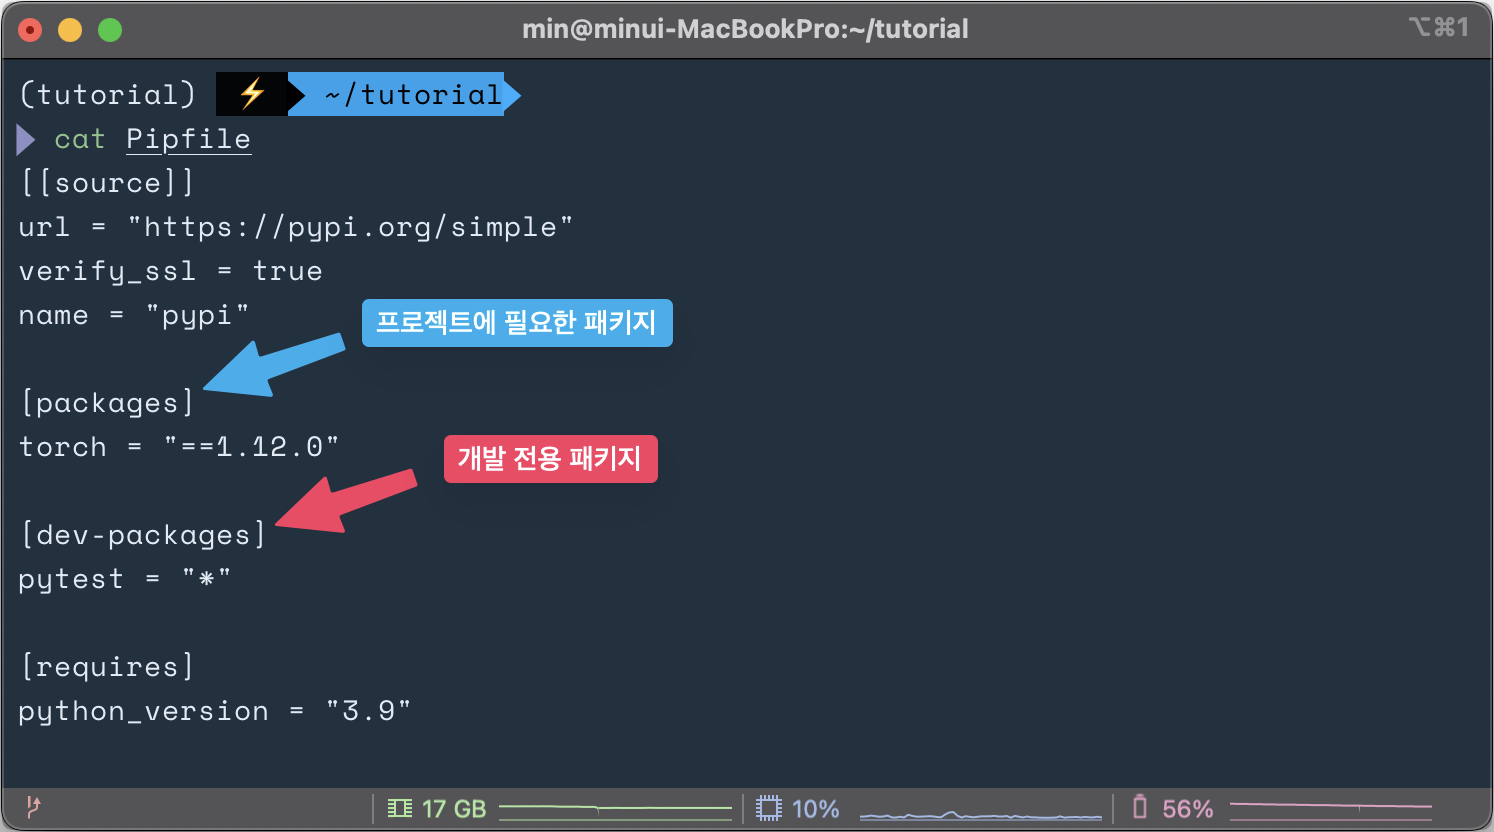 min@minui-MacBookPro:~/tutorial
⌥⌘1
(tutorial) ⚡ ~/tutorial
cat Pipfile
[[source]]
url = "https://pypi.org/simple"
verify_ssl = true
name = "pypi"
프로젝트에 필요한 패키지
[packages]
torch = "==1.12.0"
개발 전용 패키지
[dev-packages]
pytest = "*"
[requires]
python_version = "3.9"
17 GB
10%
56%